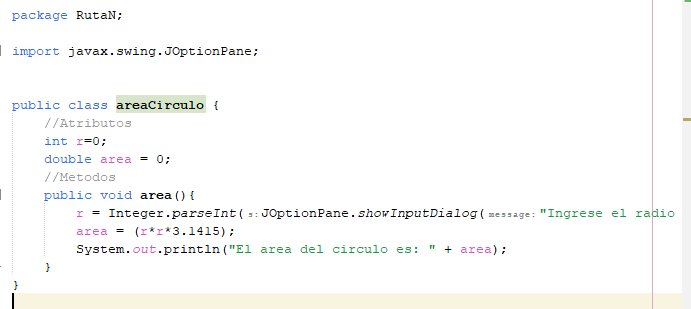 package RutaN;
import javax.swing.JOptionPane;
public class areaCirculo {
//Atributos
int r=0;
double area = 0;
//Metodos
public void area(){
r = Integer.parseInt( s: JOptionPane.showInputDialog( message: "Ingrese el radio
area = (r*r*3.1415);
System.out.println("El area del circulo es: " + area);
}
}